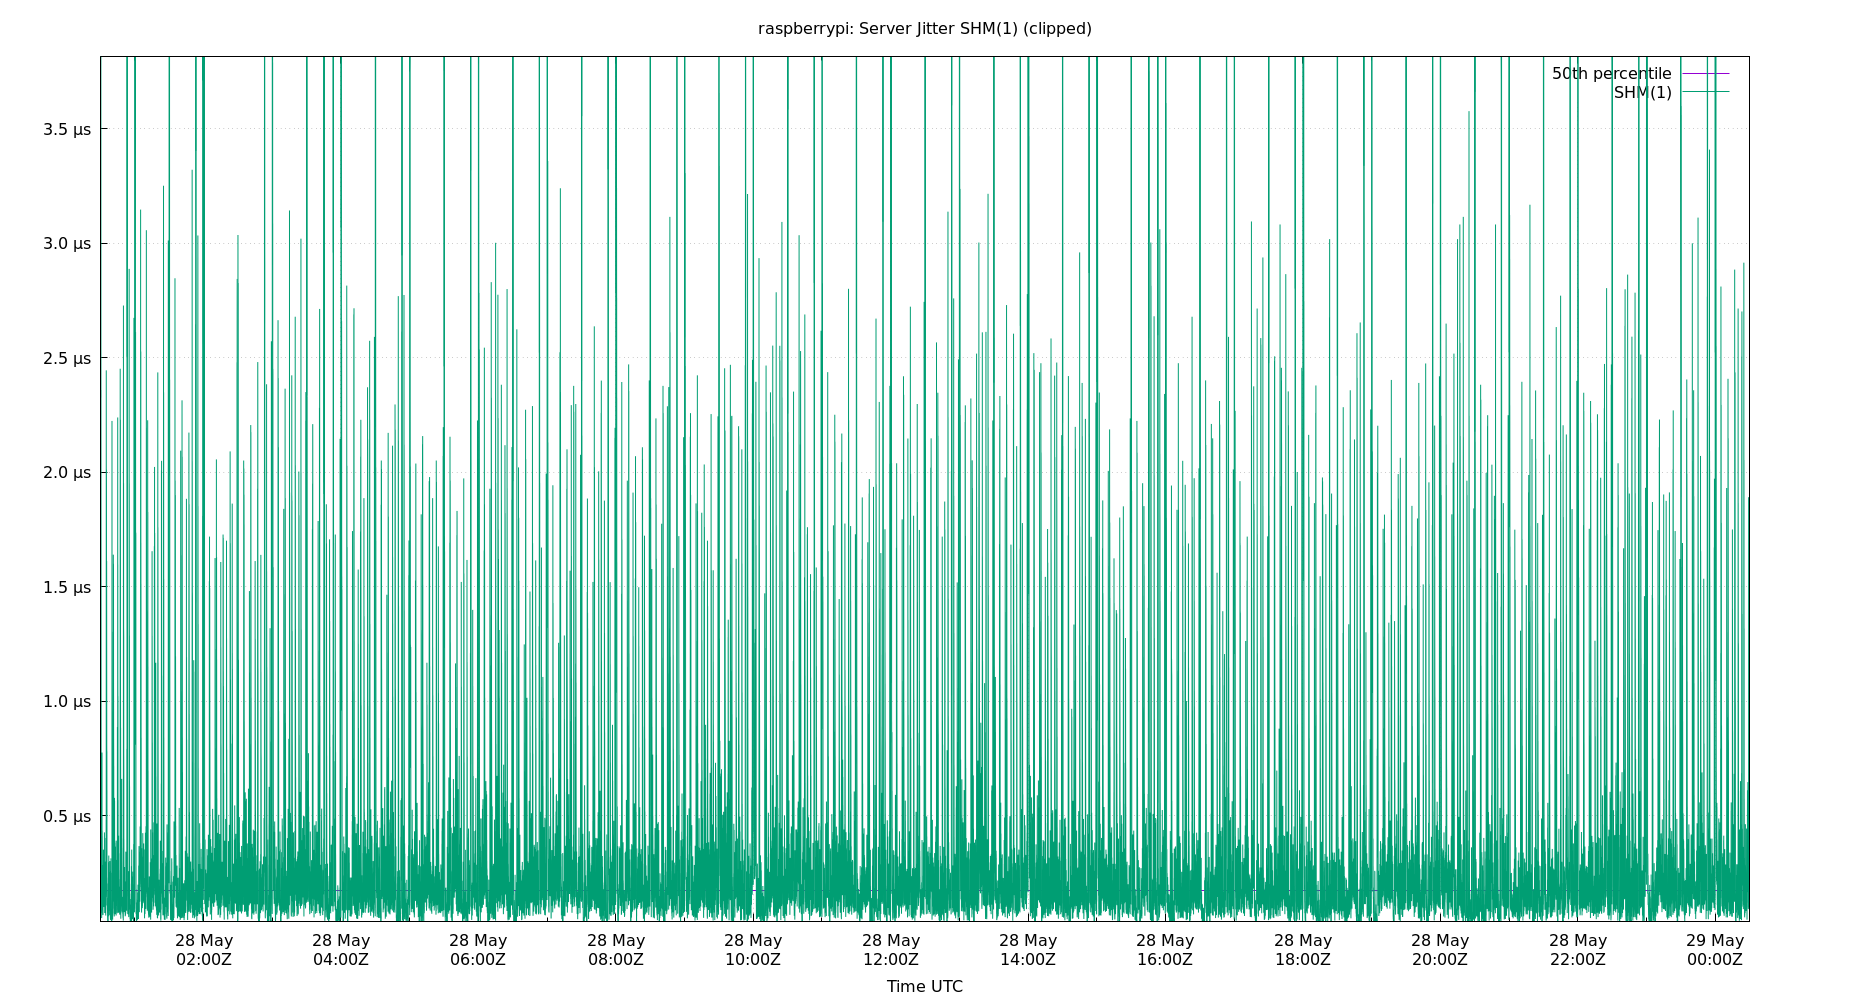 raspberrypi: Server Jitter SHM(1) (clipped)
50th percentile
SHM(1)
3.5 µs
3.0 µs
2.5 µs
2.0 µs
1.5 µs
1.0 µs
0.5 µs
28 May 28 May 28 May 28 May 28 May 28 May 28 May 28 May 28 May 28 May 28 May 29 May
02:00Z 04:00Z 06:00Z 08:00Z 10:00Z 12:00Z 14:00Z 16:00Z 18:00Z 20:00Z 22:00Z 00:00Z
Time UTC